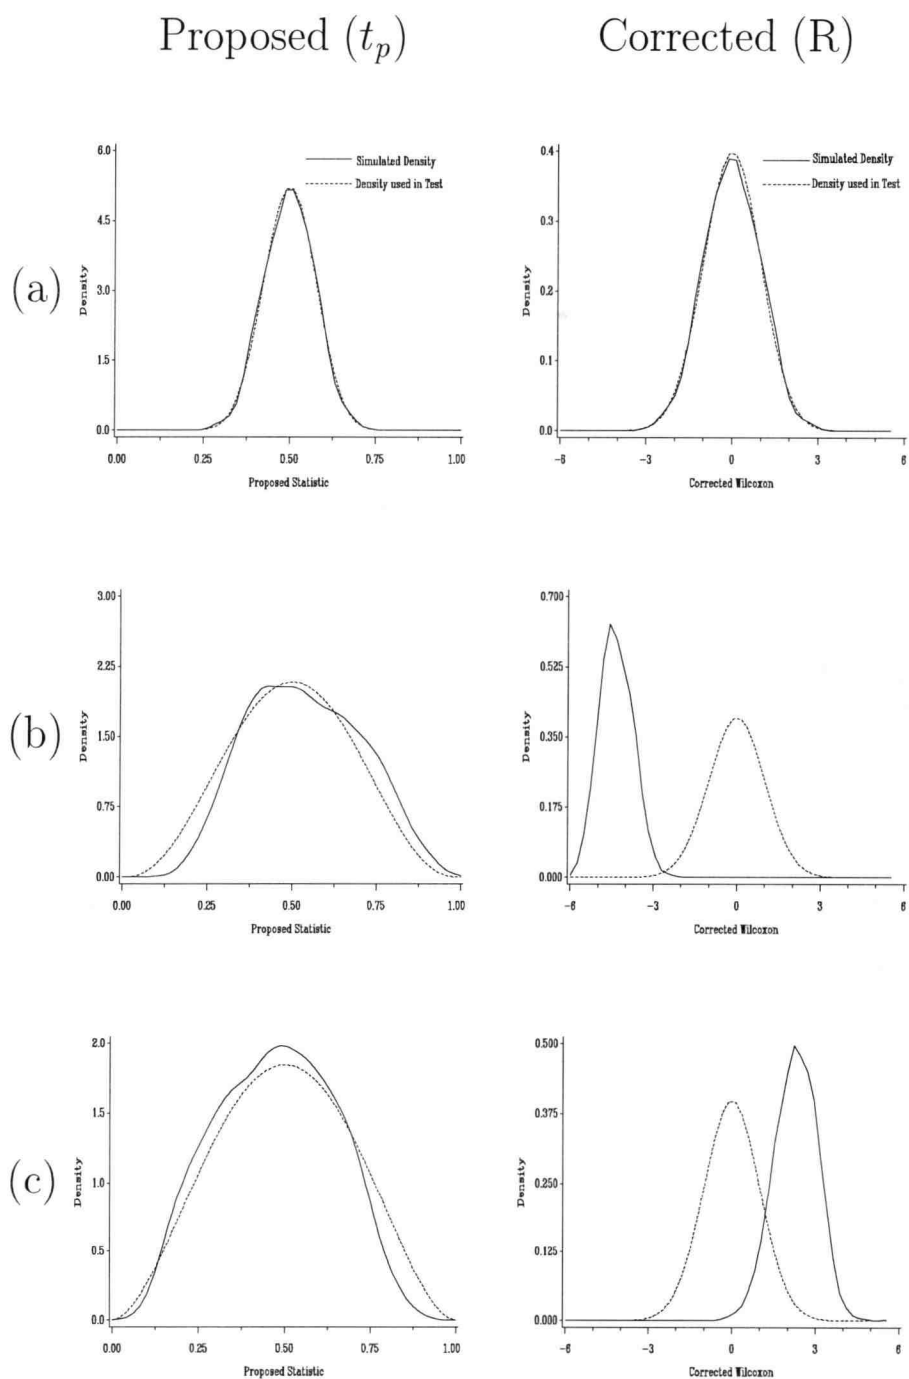 Proposed (tₚ) Corrected (R)
(a)
6.0
4.5
3.0
1.5
0.0
Density
Simulated Density
Density used in Test
0.00 0.25 0.50 0.75 1.00
Proposed Statistic
0.4
0.3
0.2
0.1
0.0
Density
Simulated Density
Density used in Test
-6 -3 0 3 6
Corrected Wilcoxon
(b)
3.00
2.25
1.50
0.75
0.00
Density
0.00 0.25 0.50 0.75 1.00
Proposed Statistic
0.700
0.525
0.350
0.175
0.000
Density
-6 -3 0 3 6
Corrected Wilcoxon
(c)
2.0
1.5
1.0
0.5
0.0
Density
0.00 0.25 0.50 0.75 1.00
Proposed Statistic
0.500
0.375
0.250
0.125
0.000
Density
-6 -3 0 3 6
Corrected Wilcoxon